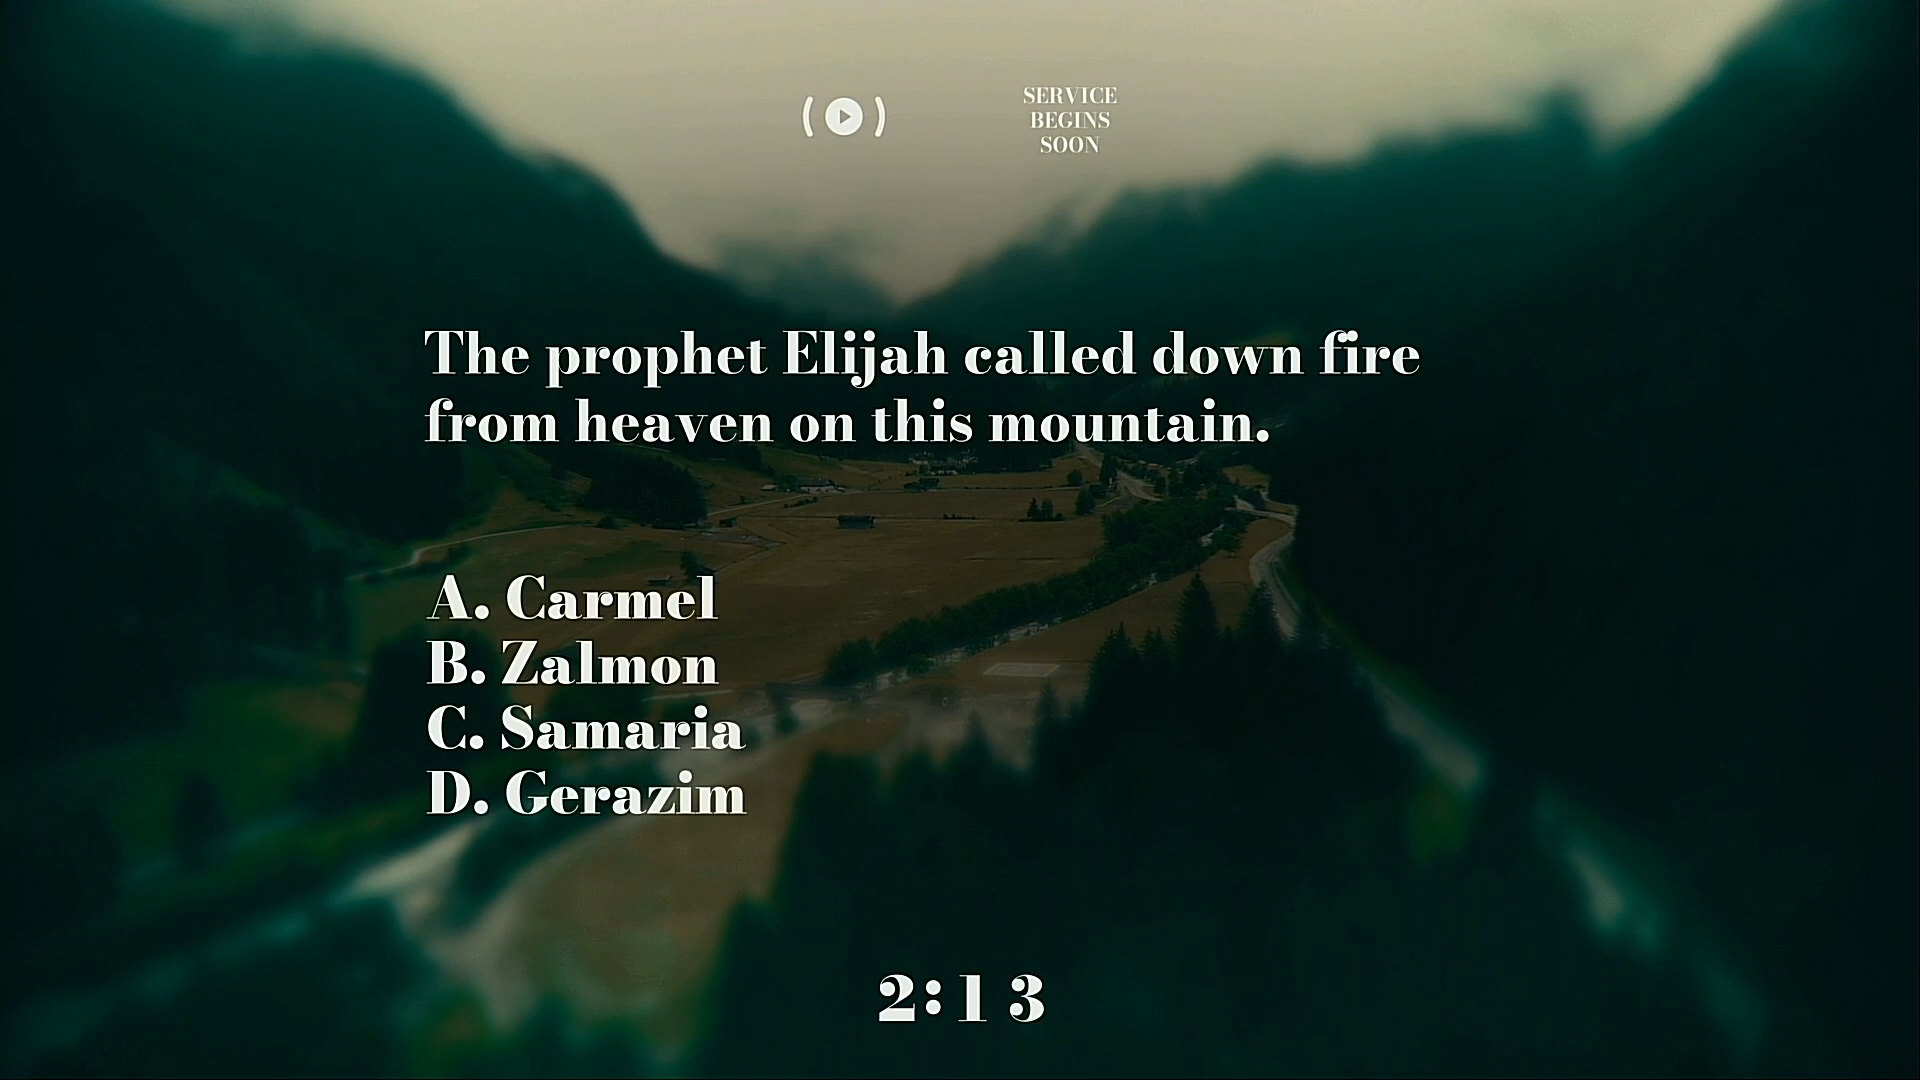 SERVICE
BEGINS
SOON
The prophet Elijah called down fire
from heaven on this mountain.
A. Carmel
B. Zalmon
C. Samaria
D. Gerazim
2:13